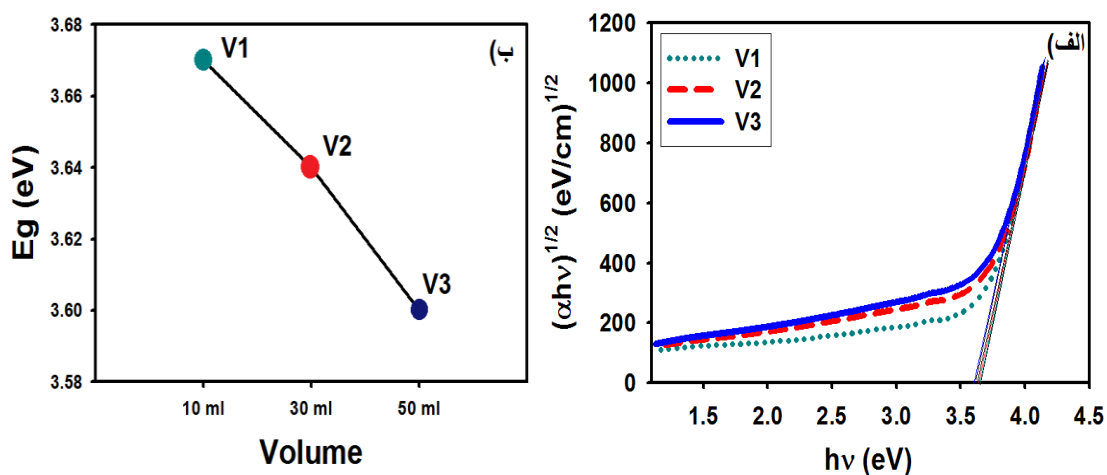 ب)
3.68
3.66
3.64
3.62
3.60
3.58
Eg (eV)
V1
V2
V3
10 ml
30 ml
50 ml
Volume
الف)
V1
V2
V3
1200
1000
800
600
400
200
0
(αhν)1/2 (eV/cm)1/2
1.5
2.0
2.5
3.0
3.5
4.0
4.5
hν (eV)